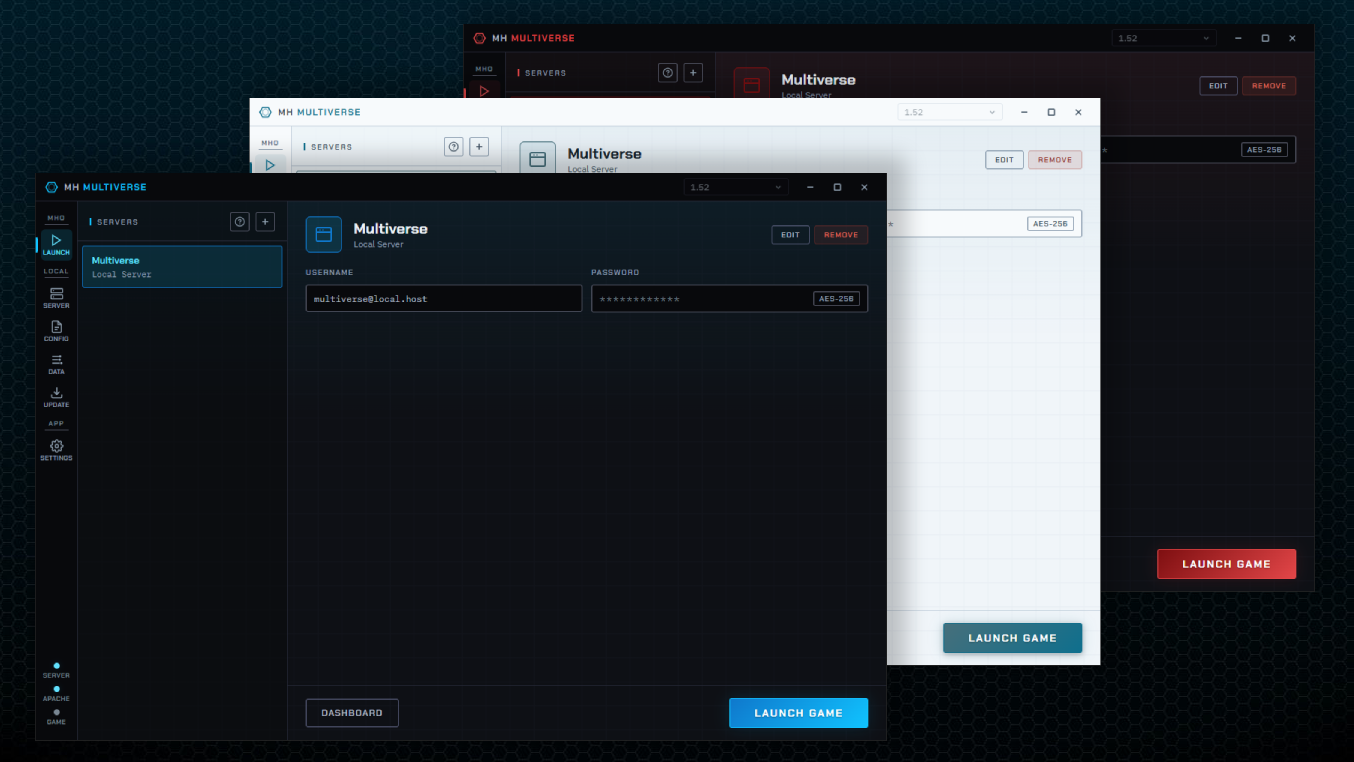 MH MULTIVERSE
1.52
MHQ
SERVERS
Multiverse
Local Server
EDIT
REMOVE
AES-256
LAUNCH GAME
MH MULTIVERSE
1.52
MHQ
SERVERS
Multiverse
Local Server
EDIT
REMOVE
AES-256
LAUNCH GAME
MH MULTIVERSE
1.52
MHQ
LAUNCH
LOCAL
SERVER
CONFIG
DATA
UPDATE
APP
SETTINGS
SERVER
APACHE
GAME
SERVERS
Multiverse
Local Server
Multiverse
Local Server
EDIT
REMOVE
USERNAME
PASSWORD
multiverse@local.host
************
AES-256
DASHBOARD
LAUNCH GAME